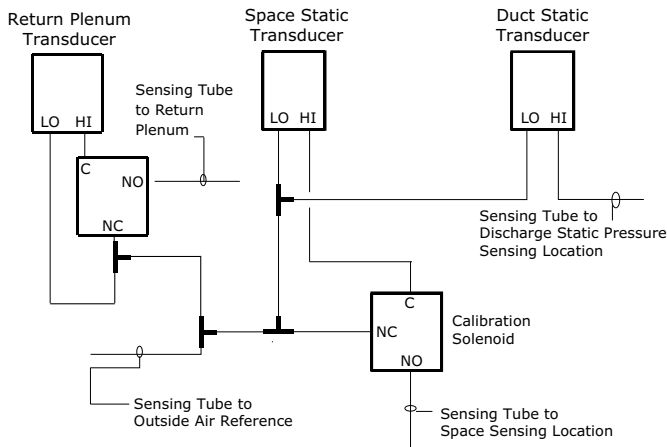 Return Plenum
Transducer
Space Static
Transducer
Duct Static
Transducer
LO HI
Sensing Tube
to Return
Plenum
LO HI
LO HI
C
NO
NC
Sensing Tube to
Discharge Static Pressure
Sensing Location
C
NC
NO
Calibration
Solenoid
Sensing Tube to
Outside Air Reference
Sensing Tube to
Space Sensing Location